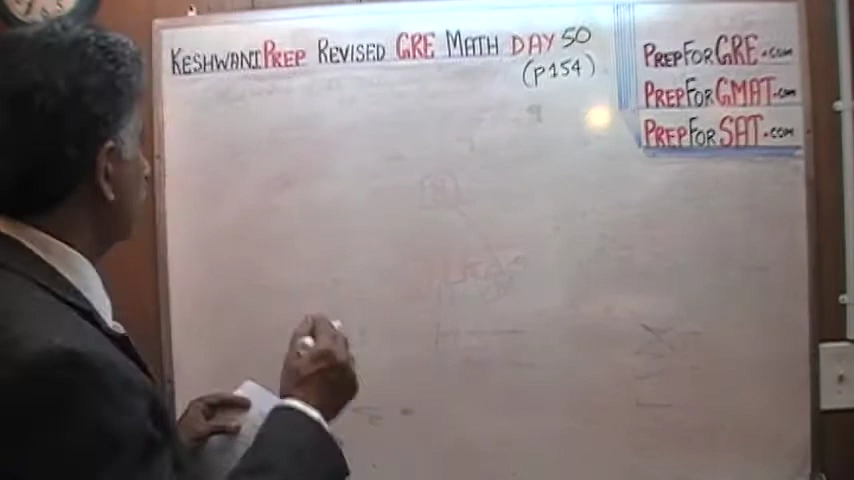 KESHWANIPREP REVISED GRE MATH DAY 50
(P154)
PREPFORGRE.com
PREPFORGMAT.com
PREPFORSAT.com